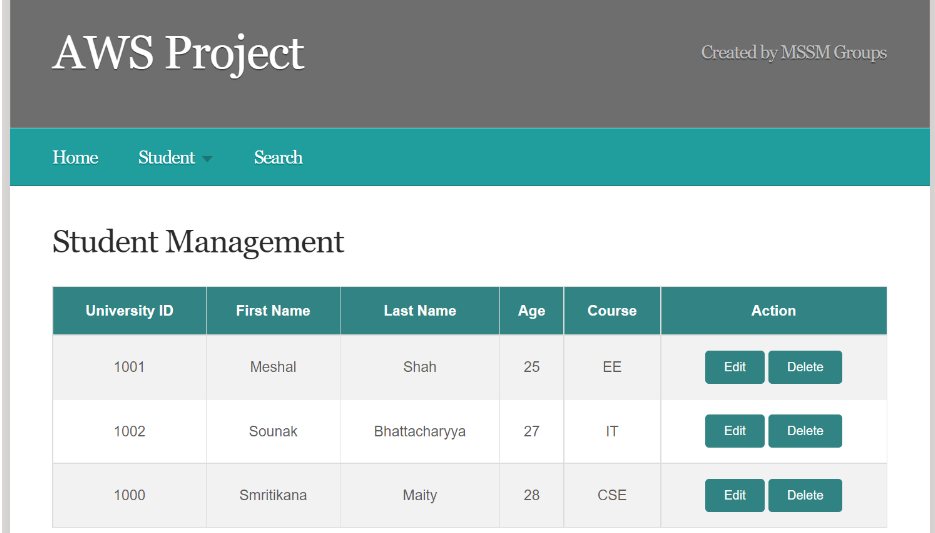 AWS Project
Created by MSSM Groups
Home Student Search
Student Management
University ID First Name Last Name Age Course Action
1001 Meshal Shah 25 EE Edit Delete
1002 Sounak Bhattacharyya 27 IT Edit Delete
1000 Smritikana Maity 28 CSE Edit Delete